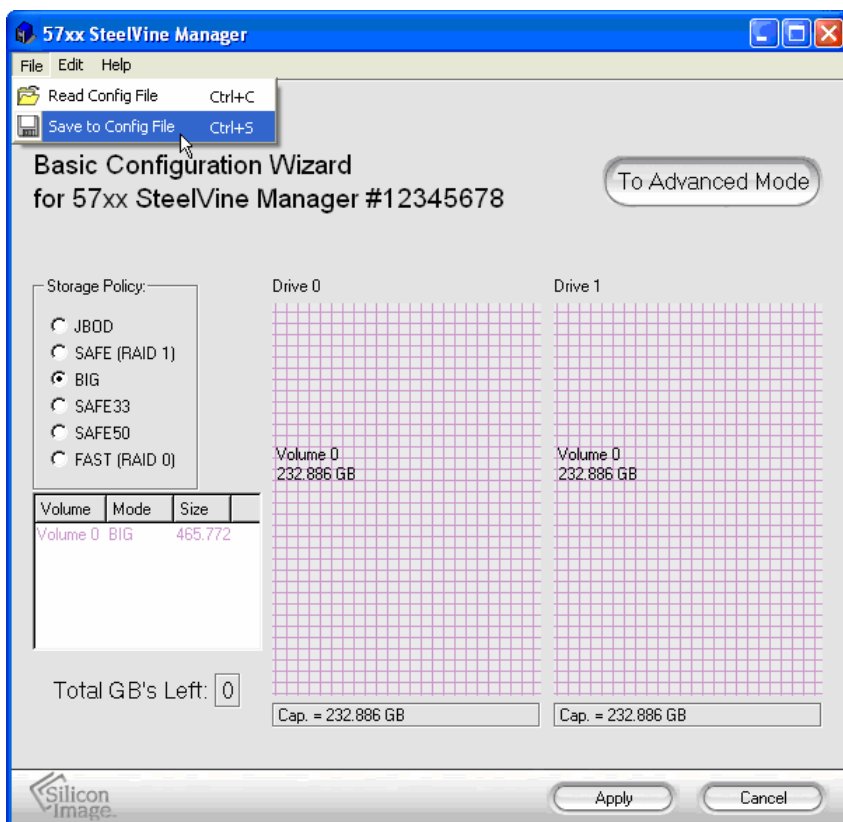 57xx SteelVine Manager
File Edit Help
Read Config File Ctrl+C
Save to Config File Ctrl+S
Basic Configuration Wizard
for 57xx SteelVine Manager #12345678
To Advanced Mode
Storage Policy:
JBOD
SAFE (RAID 1)
BIG
SAFE33
SAFE50
FAST (RAID 0)
Drive 0
Volume 0
232.886 GB
Cap. = 232.886 GB
Drive 1
Volume 0
232.886 GB
Cap. = 232.886 GB
Volume Mode Size
Volume 0 BIG 465.772
Total GB's Left: 0
Silicon
Image.
Apply Cancel